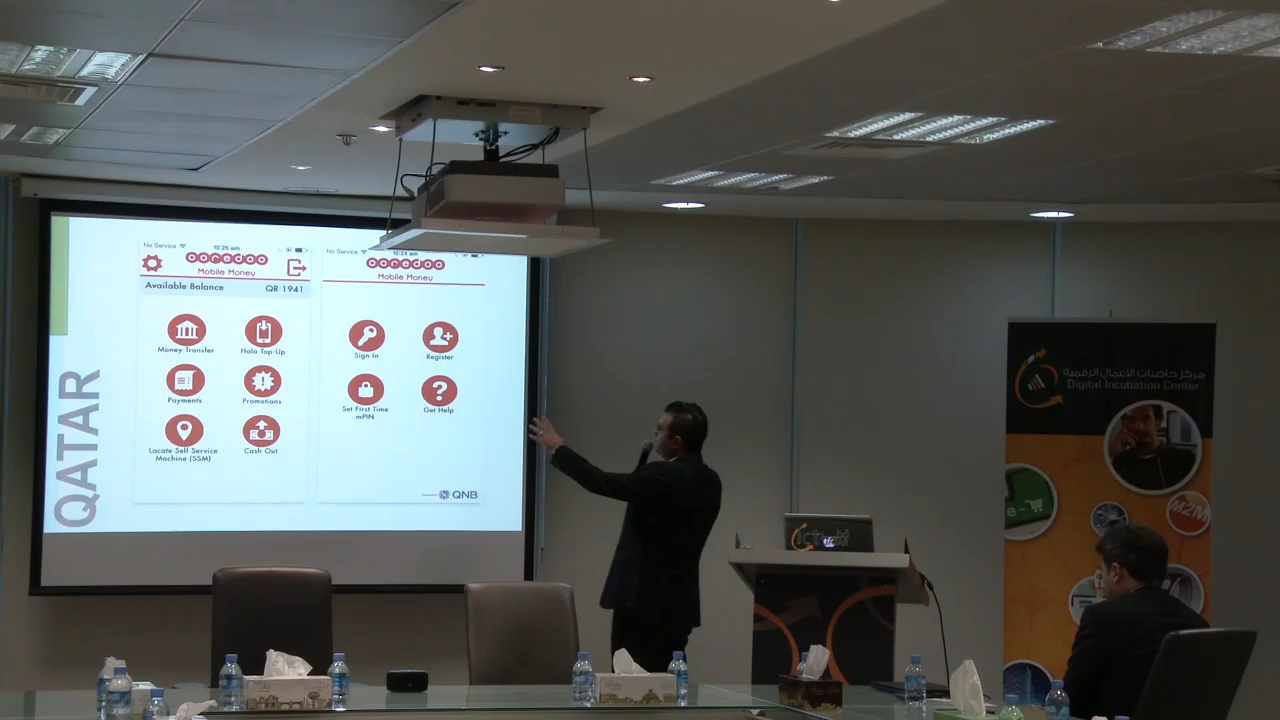 QATAR
No Service
10:25 am
ooredoo
Mobile Money
Available Balance
QR 1941
Money Transfer
Hala Top-Up
Payments
Promotions
Locate Self Service
Machine (SSM)
Cash Out
No Service
10:24 am
ooredoo
Mobile Money
Sign In
Register
Set First Time
mPIN
Get Help
QNB
مركز حاضنات الأعمال الرقمية
Digital Incubation Center
e-
M2M